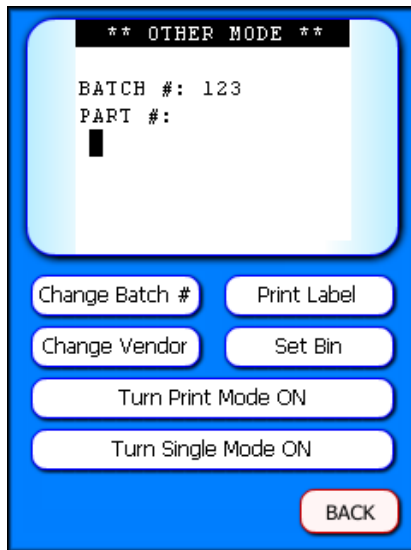 ** OTHER MODE **
BATCH #: 123
PART #:
Change Batch #
Print Label
Change Vendor
Set Bin
Turn Print Mode ON
Turn Single Mode ON
BACK